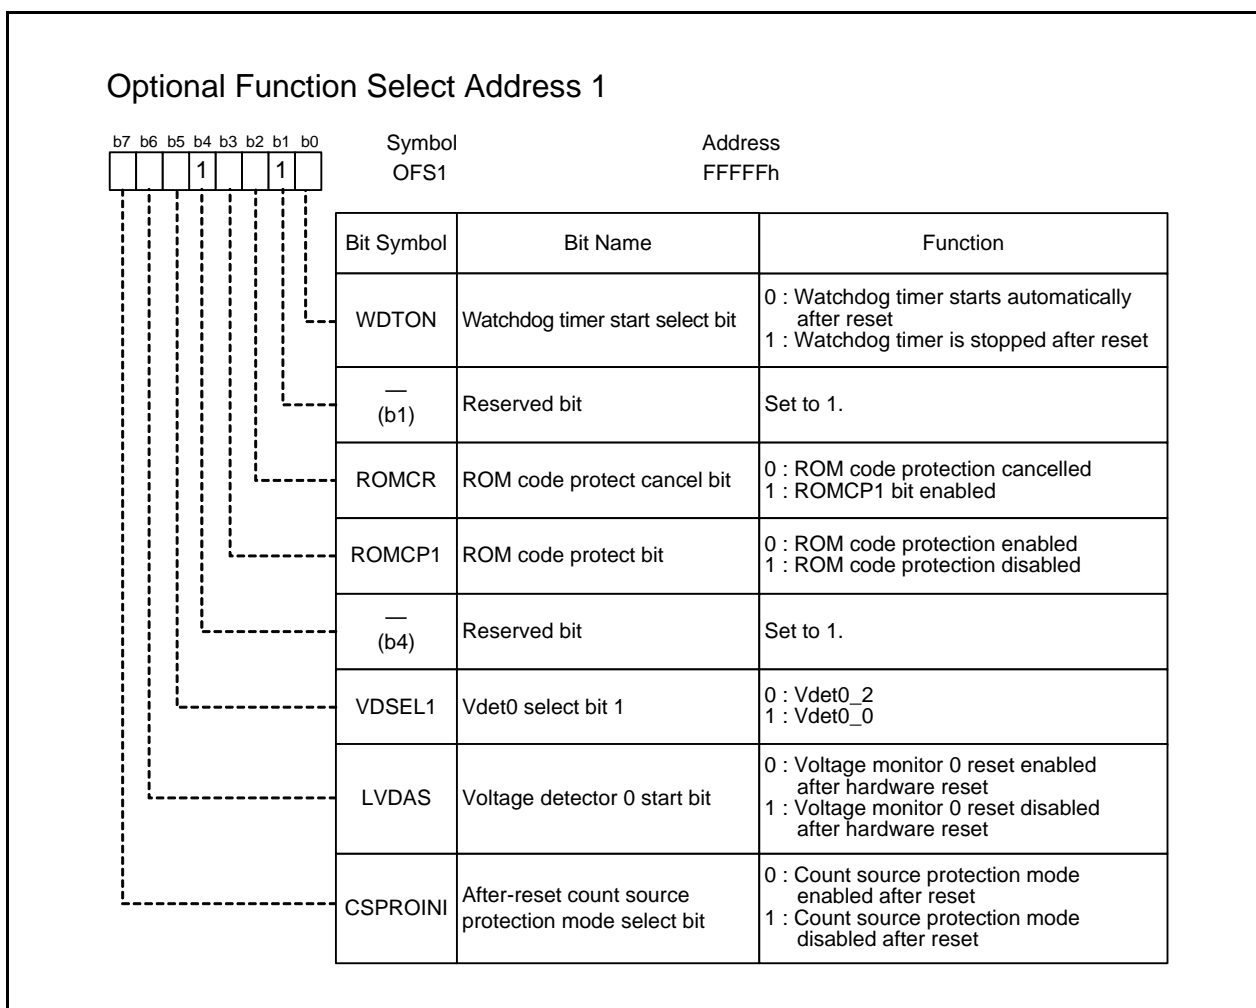 Optional Function Select Address 1
b7 b6 b5 b4 b3 b2 b1 b0
Symbol Address
1 1
OFS1 FFFFFh
Bit Symbol Bit Name Function
WDTON Watchdog timer start select bit
0 : Watchdog timer starts automatically
after reset
1 : Watchdog timer is stopped after reset
—
(b1) Reserved bit Set to 1.
ROMCR ROM code protect cancel bit
0 : ROM code protection cancelled
1 : ROMCP1 bit enabled
ROMCP1 ROM code protect bit
0 : ROM code protection enabled
1 : ROM code protection disabled
—
(b4) Reserved bit Set to 1.
VDSEL1 Vdet0 select bit 1
0 : Vdet0_2
1 : Vdet0_0
LVDAS Voltage detector 0 start bit
0 : Voltage monitor 0 reset enabled
after hardware reset
1 : Voltage monitor 0 reset disabled
after hardware reset
CSPROINI
After-reset count source
protection mode select bit
0 : Count source protection mode
enabled after reset
1 : Count source protection mode
disabled after reset